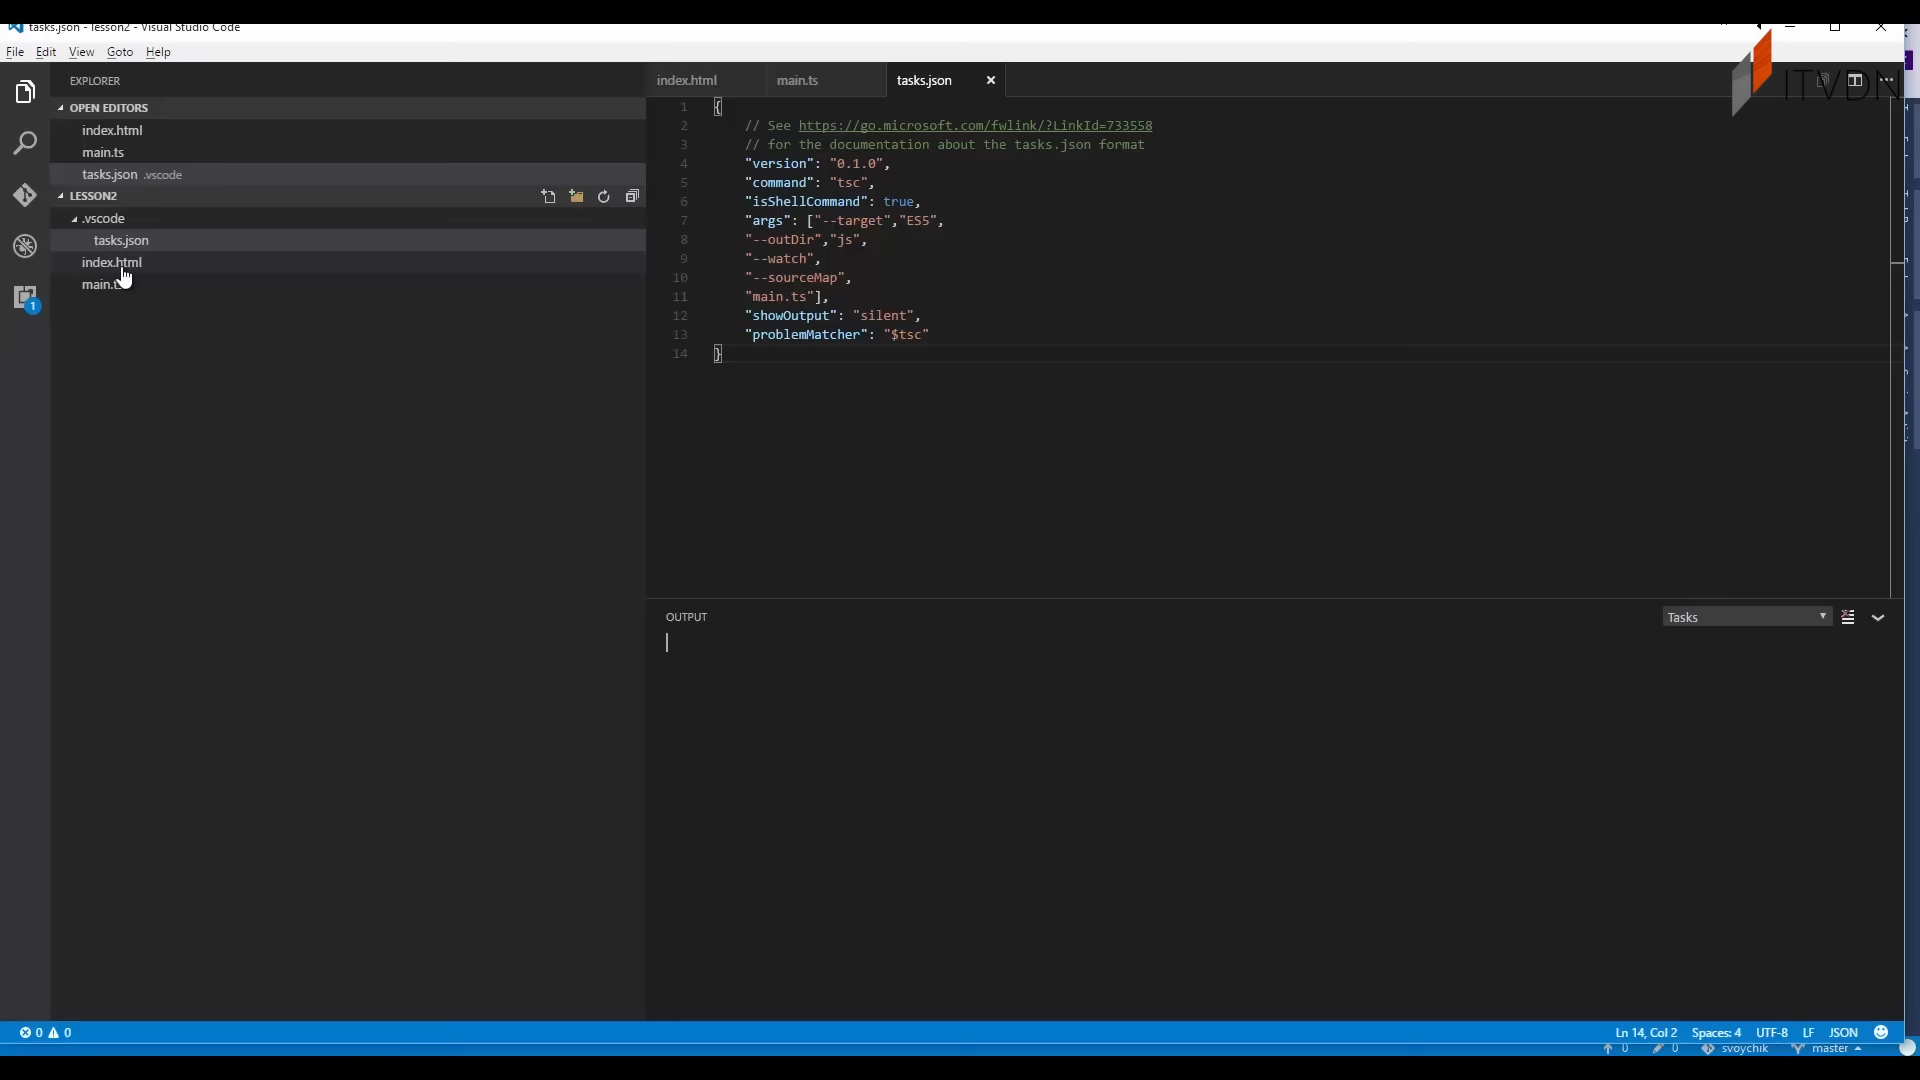 tasks.json - lesson2 - Visual Studio Code
File Edit View Goto Help
EXPLORER
OPEN EDITORS
index.html
main.ts
tasks.json .vscode
LESSON2
.vscode
tasks.json
index.html
main.ts
1
index.html main.ts tasks.json
ITVDN
1 {
2 // See https://go.microsoft.com/fwlink/?LinkId=733558
3 // for the documentation about the tasks.json format
4 "version": "0.1.0",
5 "command": "tsc",
6 "isShellCommand": true,
7 "args": ["--target","ES5",
8 "--outDir","js",
9 "--watch",
10 "--sourceMap",
11 "main.ts"],
12 "showOutput": "silent",
13 "problemMatcher": "$tsc"
14 }
OUTPUT
Tasks
0 0
Ln 14, Col 2 Spaces: 4 UTF-8 LF JSON
0 0 svoychik master